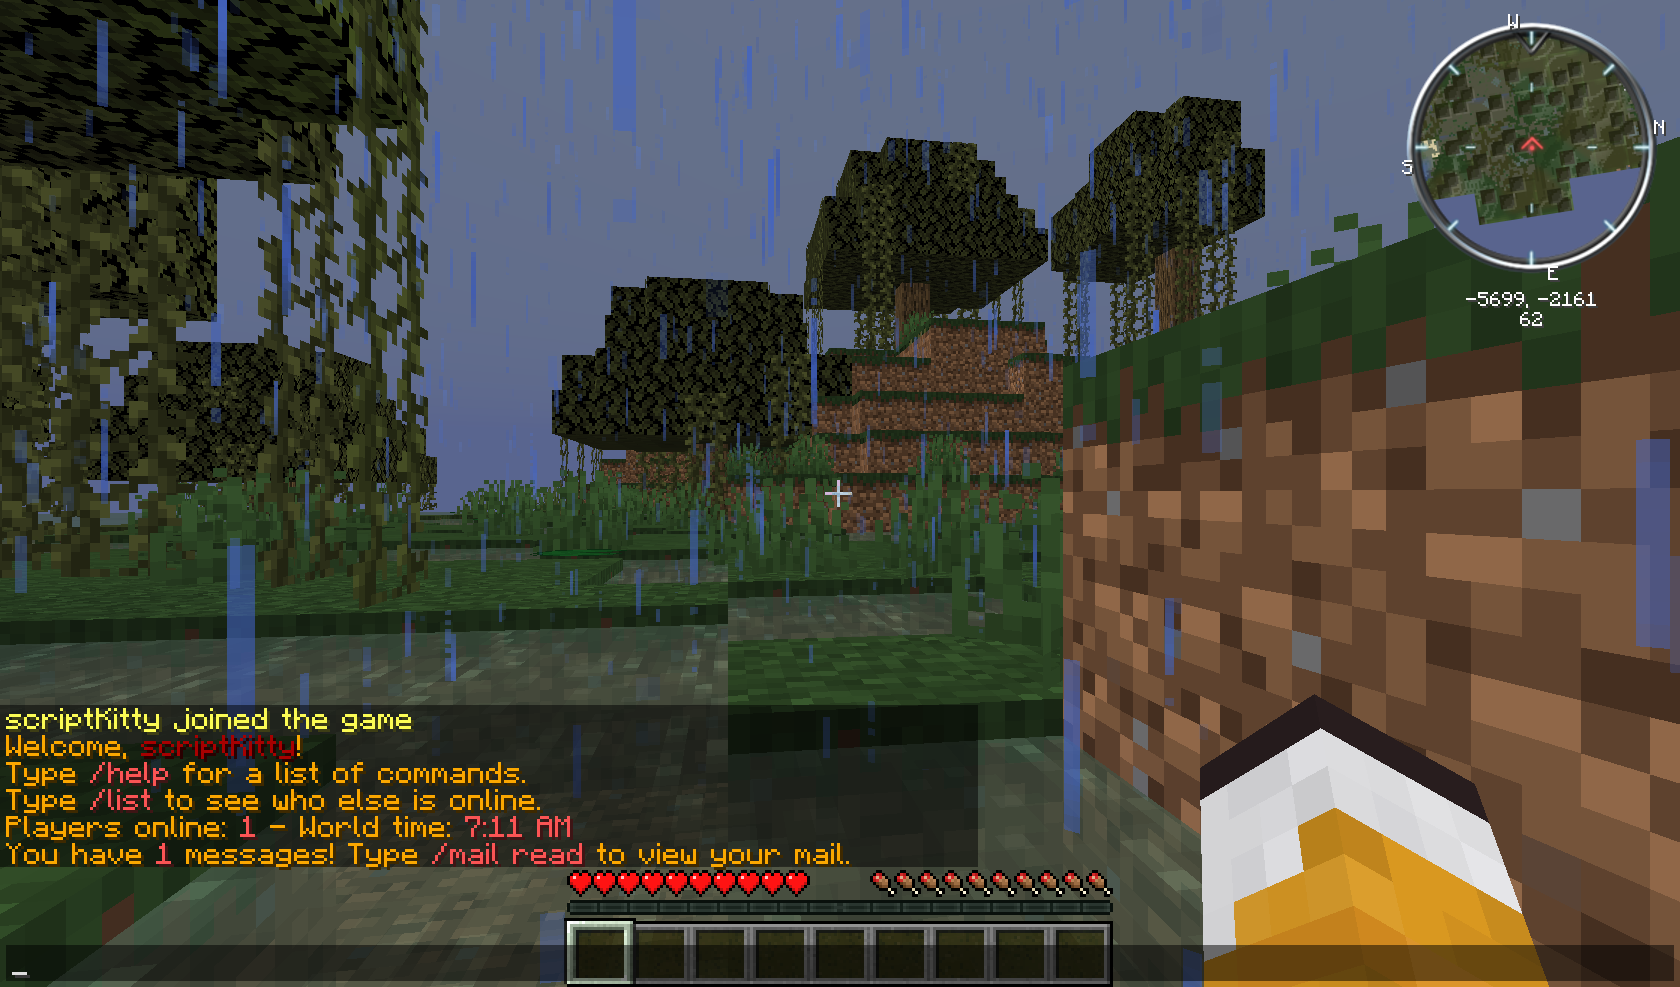 W
N
S
E
-5699, -2161
62
scriptKitty joined the game
Welcome, scriptKitty!
Type /help for a list of commands.
Type /list to see who else is online.
Players online: 1 - World time: 7:11 AM
You have 1 messages! Type /mail read to view your mail.
_